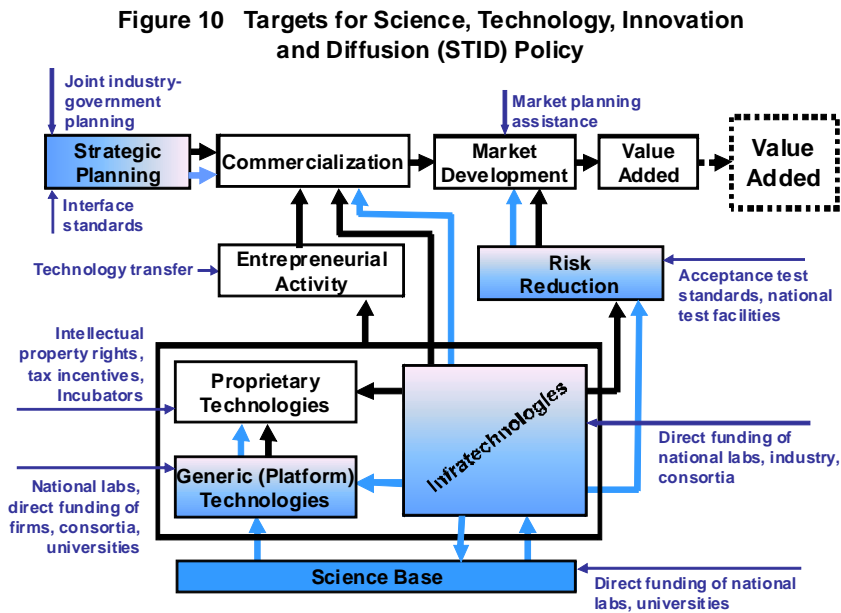 Figure 10 Targets for Science, Technology, Innovation
and Diffusion (STID) Policy
Joint industry-
government
planning
Market planning
assistance
Strategic
Planning
Commercialization
Market
Development
Value
Added
Value
Added
Interface
standards
Technology transfer
Entrepreneurial
Activity
Risk
Reduction
Acceptance test
standards, national
test facilities
Intellectual
property rights,
tax incentives,
Incubators
Proprietary
Technologies
Infratechnologies
Direct funding of
national labs, industry,
consortia
Generic (Platform)
Technologies
National labs,
direct funding of
firms, consortia,
universities
Science Base
Direct funding of national
labs, universities